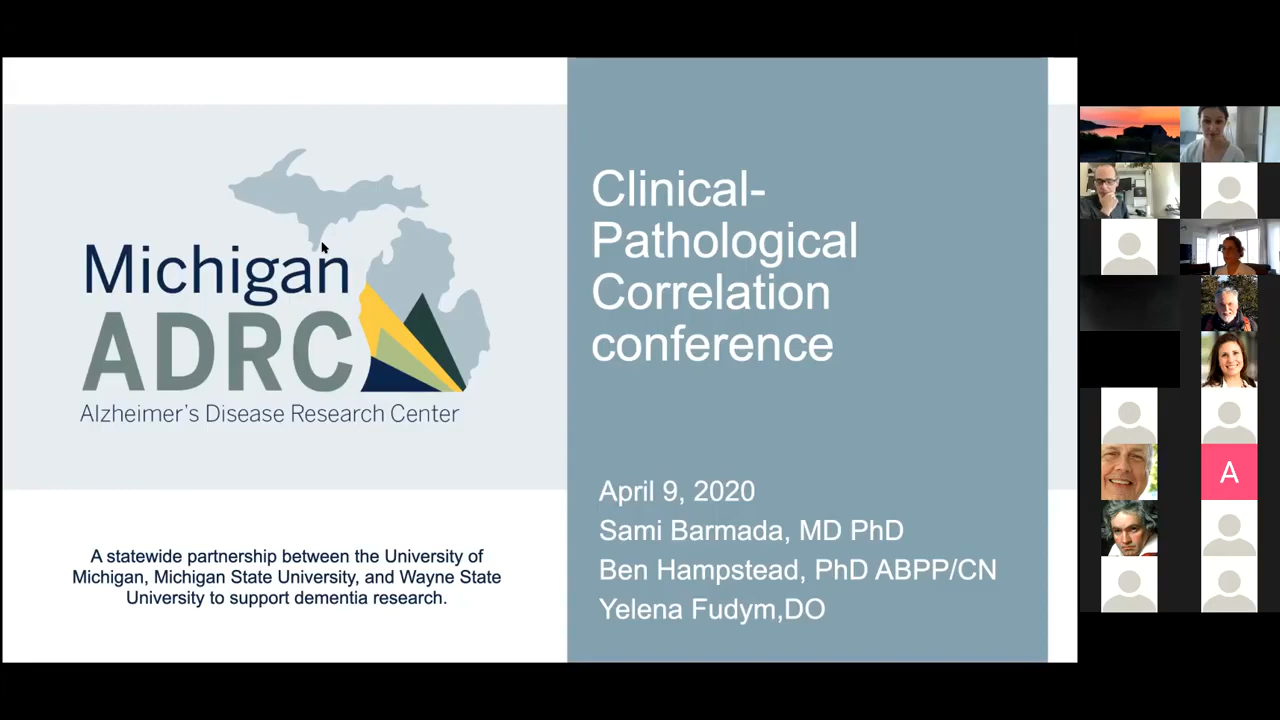 Michigan
ADRC
Alzheimer's Disease Research Center
A statewide partnership between the University of
Michigan, Michigan State University, and Wayne State
University to support dementia research.
Clinical-
Pathological
Correlation
conference
April 9, 2020
Sami Barmada, MD PhD
Ben Hampstead, PhD ABPP/CN
Yelena Fudym,DO
A